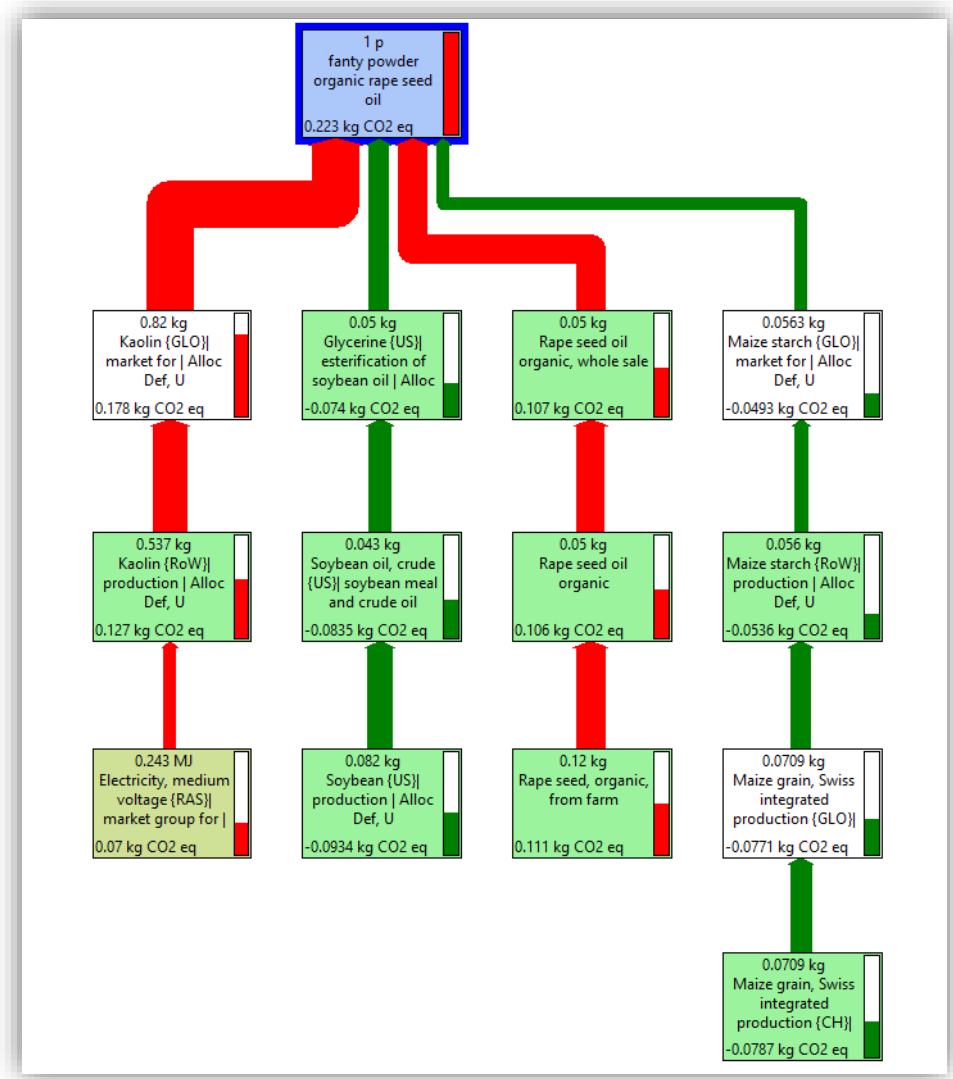 1 p
fanty powder
organic rape seed
oil
0.223 kg CO2 eq
0.82 kg
Kaolin {GLO}|
market for | Alloc
Def, U
0.178 kg CO2 eq
0.05 kg
Glycerine {US}|
esterification of
soybean oil | Alloc
-0.074 kg CO2 eq
0.05 kg
Rape seed oil
organic, whole sale
0.107 kg CO2 eq
0.0563 kg
Maize starch {GLO}|
market for | Alloc
Def, U
-0.0493 kg CO2 eq
0.537 kg
Kaolin {RoW}|
production | Alloc
Def, U
0.127 kg CO2 eq
0.043 kg
Soybean oil, crude
{US}| soybean meal
and crude oil
-0.0835 kg CO2 eq
0.05 kg
Rape seed oil
organic
0.106 kg CO2 eq
0.056 kg
Maize starch {RoW}|
production | Alloc
Def, U
-0.0536 kg CO2 eq
0.243 MJ
Electricity, medium
voltage {RAS}|
market group for |
0.07 kg CO2 eq
0.082 kg
Soybean {US}|
production | Alloc
Def, U
-0.0934 kg CO2 eq
0.12 kg
Rape seed, organic,
from farm
0.111 kg CO2 eq
0.0709 kg
Maize grain, Swiss
integrated
production {GLO}|
-0.0771 kg CO2 eq
0.0709 kg
Maize grain, Swiss
integrated
production {CH}|
-0.0787 kg CO2 eq